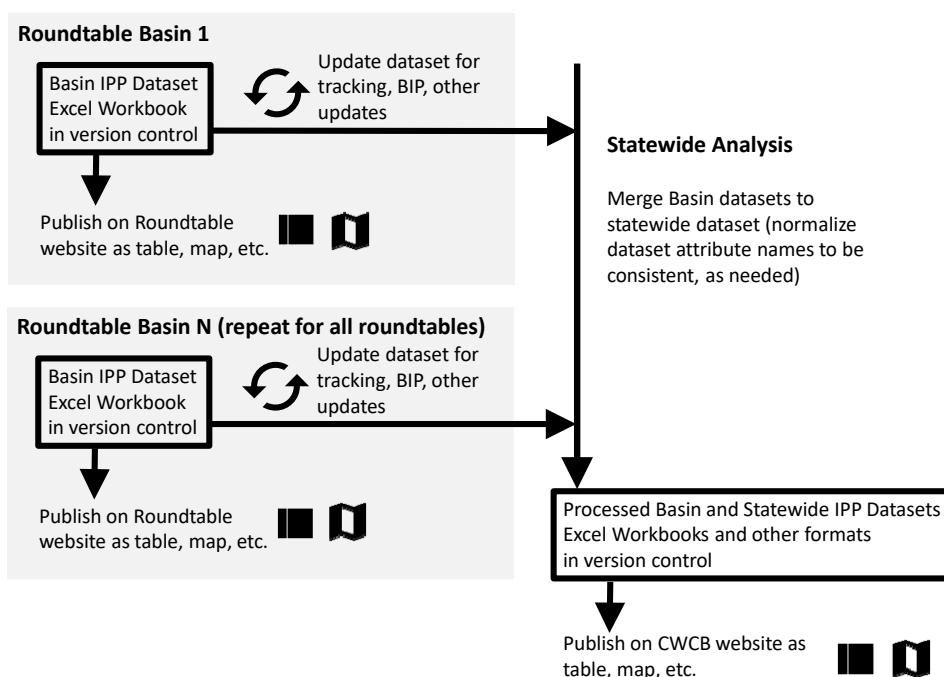 Roundtable Basin 1
Basin IPP Dataset
Excel Workbook
in version control
Update dataset for
tracking, BIP, other
updates
Publish on Roundtable
website as table, map, etc.
Statewide Analysis
Merge Basin datasets to
statewide dataset (normalize
dataset attribute names to be
consistent, as needed)
Roundtable Basin N (repeat for all roundtables)
Basin IPP Dataset
Excel Workbook
in version control
Update dataset for
tracking, BIP, other
updates
Publish on Roundtable
website as table, map, etc.
Processed Basin and Statewide IPP Datasets
Excel Workbooks and other formats
in version control
Publish on CWCB website as
table, map, etc.